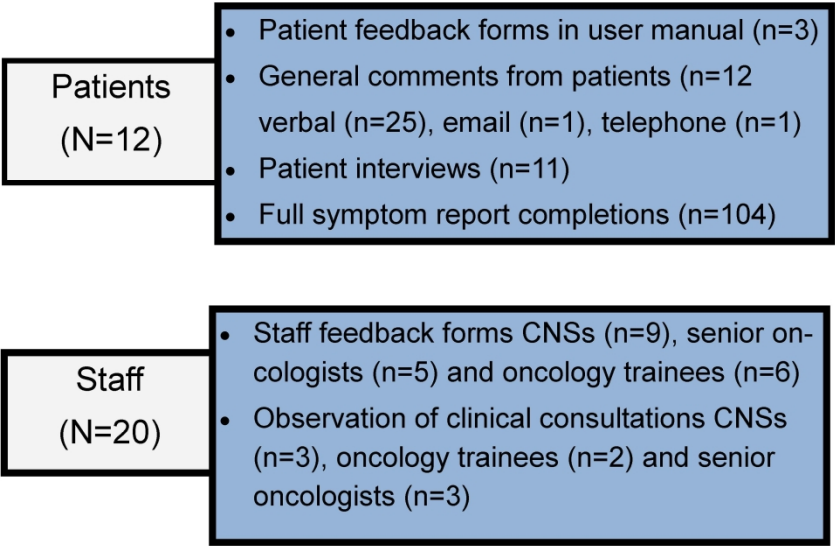 Patients
(N=12)
• Patient feedback forms in user manual (n=3)
• General comments from patients (n=12
verbal (n=25), email (n=1), telephone (n=1)
• Patient interviews (n=11)
• Full symptom report completions (n=104)
Staff
(N=20)
• Staff feedback forms CNSs (n=9), senior on-
cologists (n=5) and oncology trainees (n=6)
• Observation of clinical consultations CNSs
(n=3), oncology trainees (n=2) and senior
oncologists (n=3)